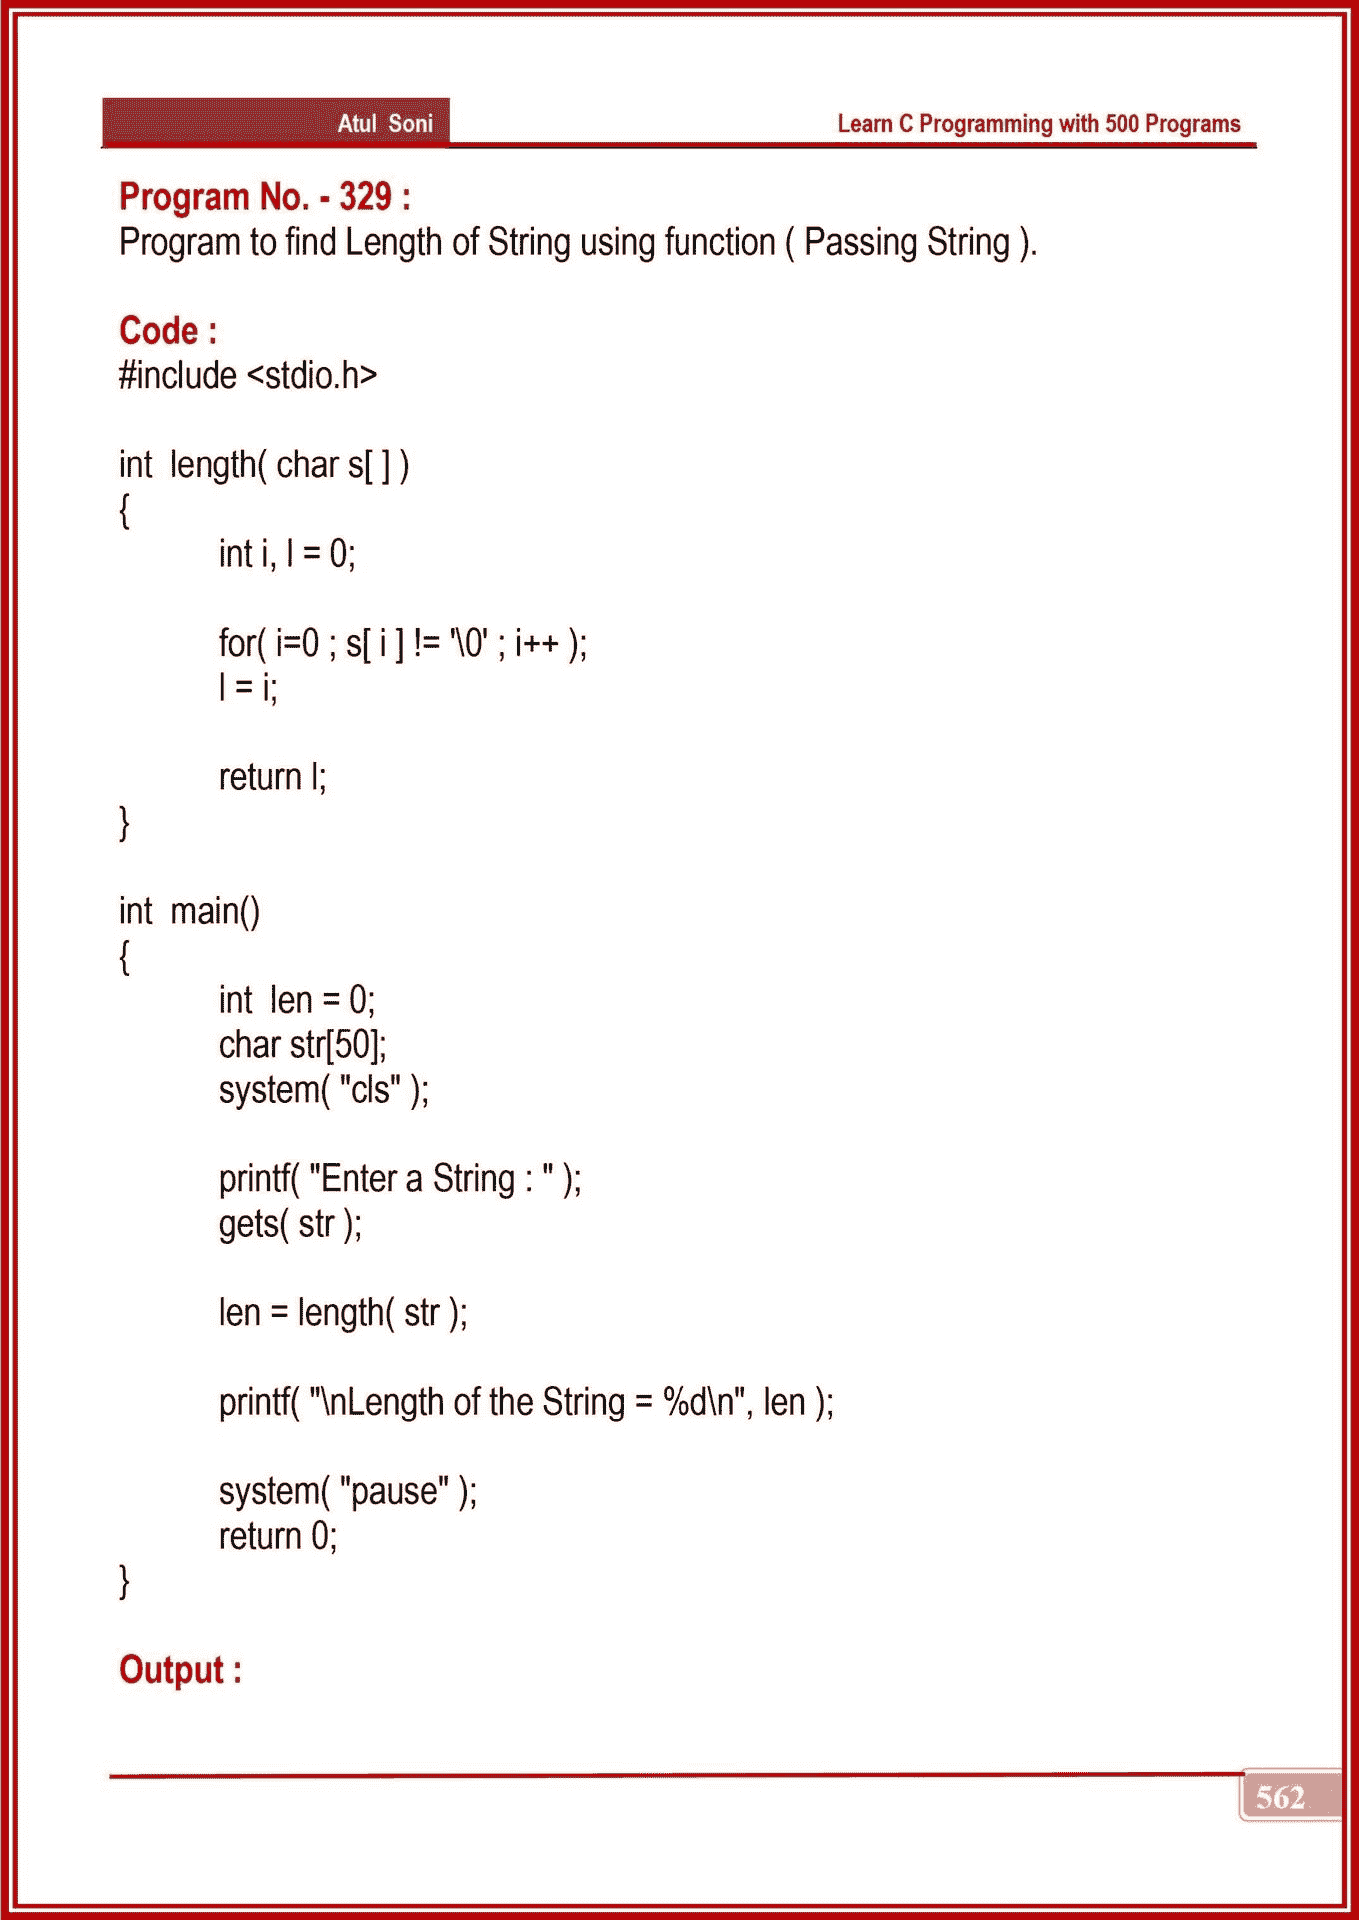 Atul Soni
Learn C Programming with 500 Programs
Program No. - 329 :
Program to find Length of String using function ( Passing String ).
Code :
#include <stdio.h>
int length( char s[ ] )
{
int i, l = 0;
for( i=0 ; s[ i ] != '\0' ; i++ );
l = i;
return l;
}
int main()
{
int len = 0;
char str[50];
system( "cls" );
printf( "Enter a String : " );
gets( str );
len = length( str );
printf( "\nLength of the String = %d\n", len );
system( "pause" );
return 0;
}
Output :
562